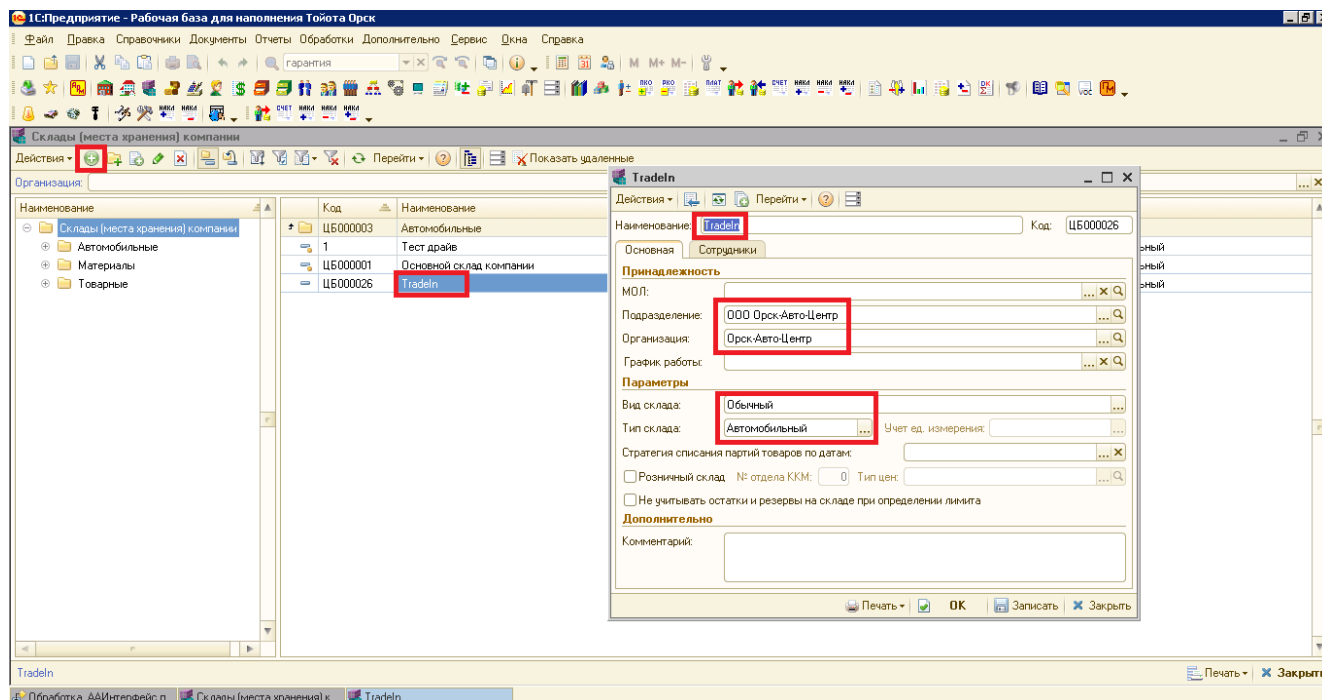 1С:Предприятие - Рабочая база для наполнения Тойота Орск
Файл Правка Справочники Документы Отчеты Обработки Дополнительно Сервис Окна Справка
гарантия M M+ M-
Склады (места хранения) компании
Действия Перейти Показать удаленные
Организация:
Наименование
Склады (места хранения) компании
Автомобильные
Материалы
Товарные
Код Наименование
ЦБ000003 Автомобильные
1 Тест драйв
ЦБ000001 Основной склад компании
ЦБ000026 TradeIn
TradeIn
Действия Перейти
Наименование: TradeIn Код: ЦБ000026
Основная Сотрудники
Принадлежность
МОЛ:
Подразделение: ООО Орск-Авто-Центр
Организация: Орск-Авто-Центр
График работы:
Параметры
Вид склада: Обычный
Тип склада: Автомобильный Учет ед. измерения:
Стратегия списания партий товаров по датам:
Розничный склад № отдела ККМ: 0 Тип цен:
Не учитывать остатки и резервы на складе при определении лимита
Дополнительно
Комментарий:
Печать OK Записать Закрыть
TradeIn Печать Закрыть
Обработка ААИнтерфейс п... Склады (места хранения) к... TradeIn